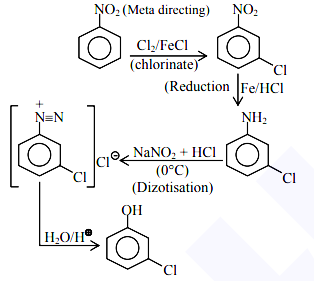 NO₂ (Meta directing)
NO₂
Cl₂/FeCl
(chlorinate)
Cl
(Reduction
Fe/HCl
+
N≡N
NH₂
Cl
Cl⊖
NaNO₂ + HCl
(0°C)
(Dizotisation)
Cl
OH
H₂O/H⊕
Cl